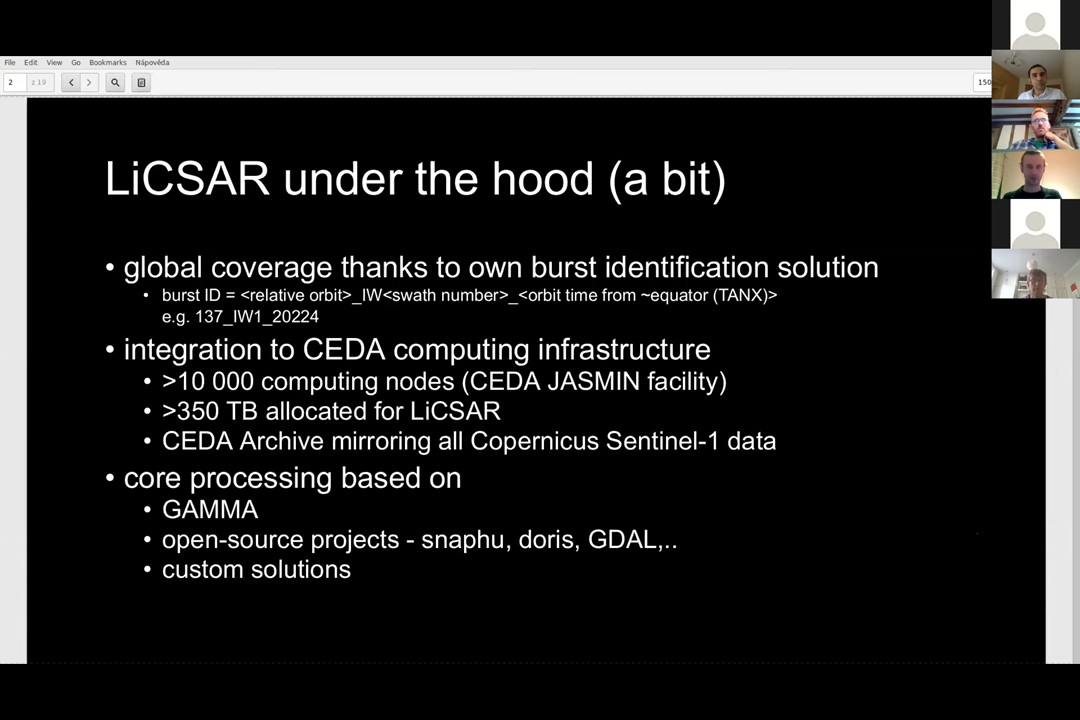 File Edit View Go Bookmarks Nápověda
2 z 19
150
LiCSAR under the hood (a bit)
• global coverage thanks to own burst identification solution
• burst ID = <relative orbit>_IW<swath number>_<orbit time from ~equator (TANX)>
e.g. 137_IW1_20224
• integration to CEDA computing infrastructure
• >10 000 computing nodes (CEDA JASMIN facility)
• >350 TB allocated for LiCSAR
• CEDA Archive mirroring all Copernicus Sentinel-1 data
• core processing based on
• GAMMA
• open-source projects - snaphu, doris, GDAL,..
• custom solutions